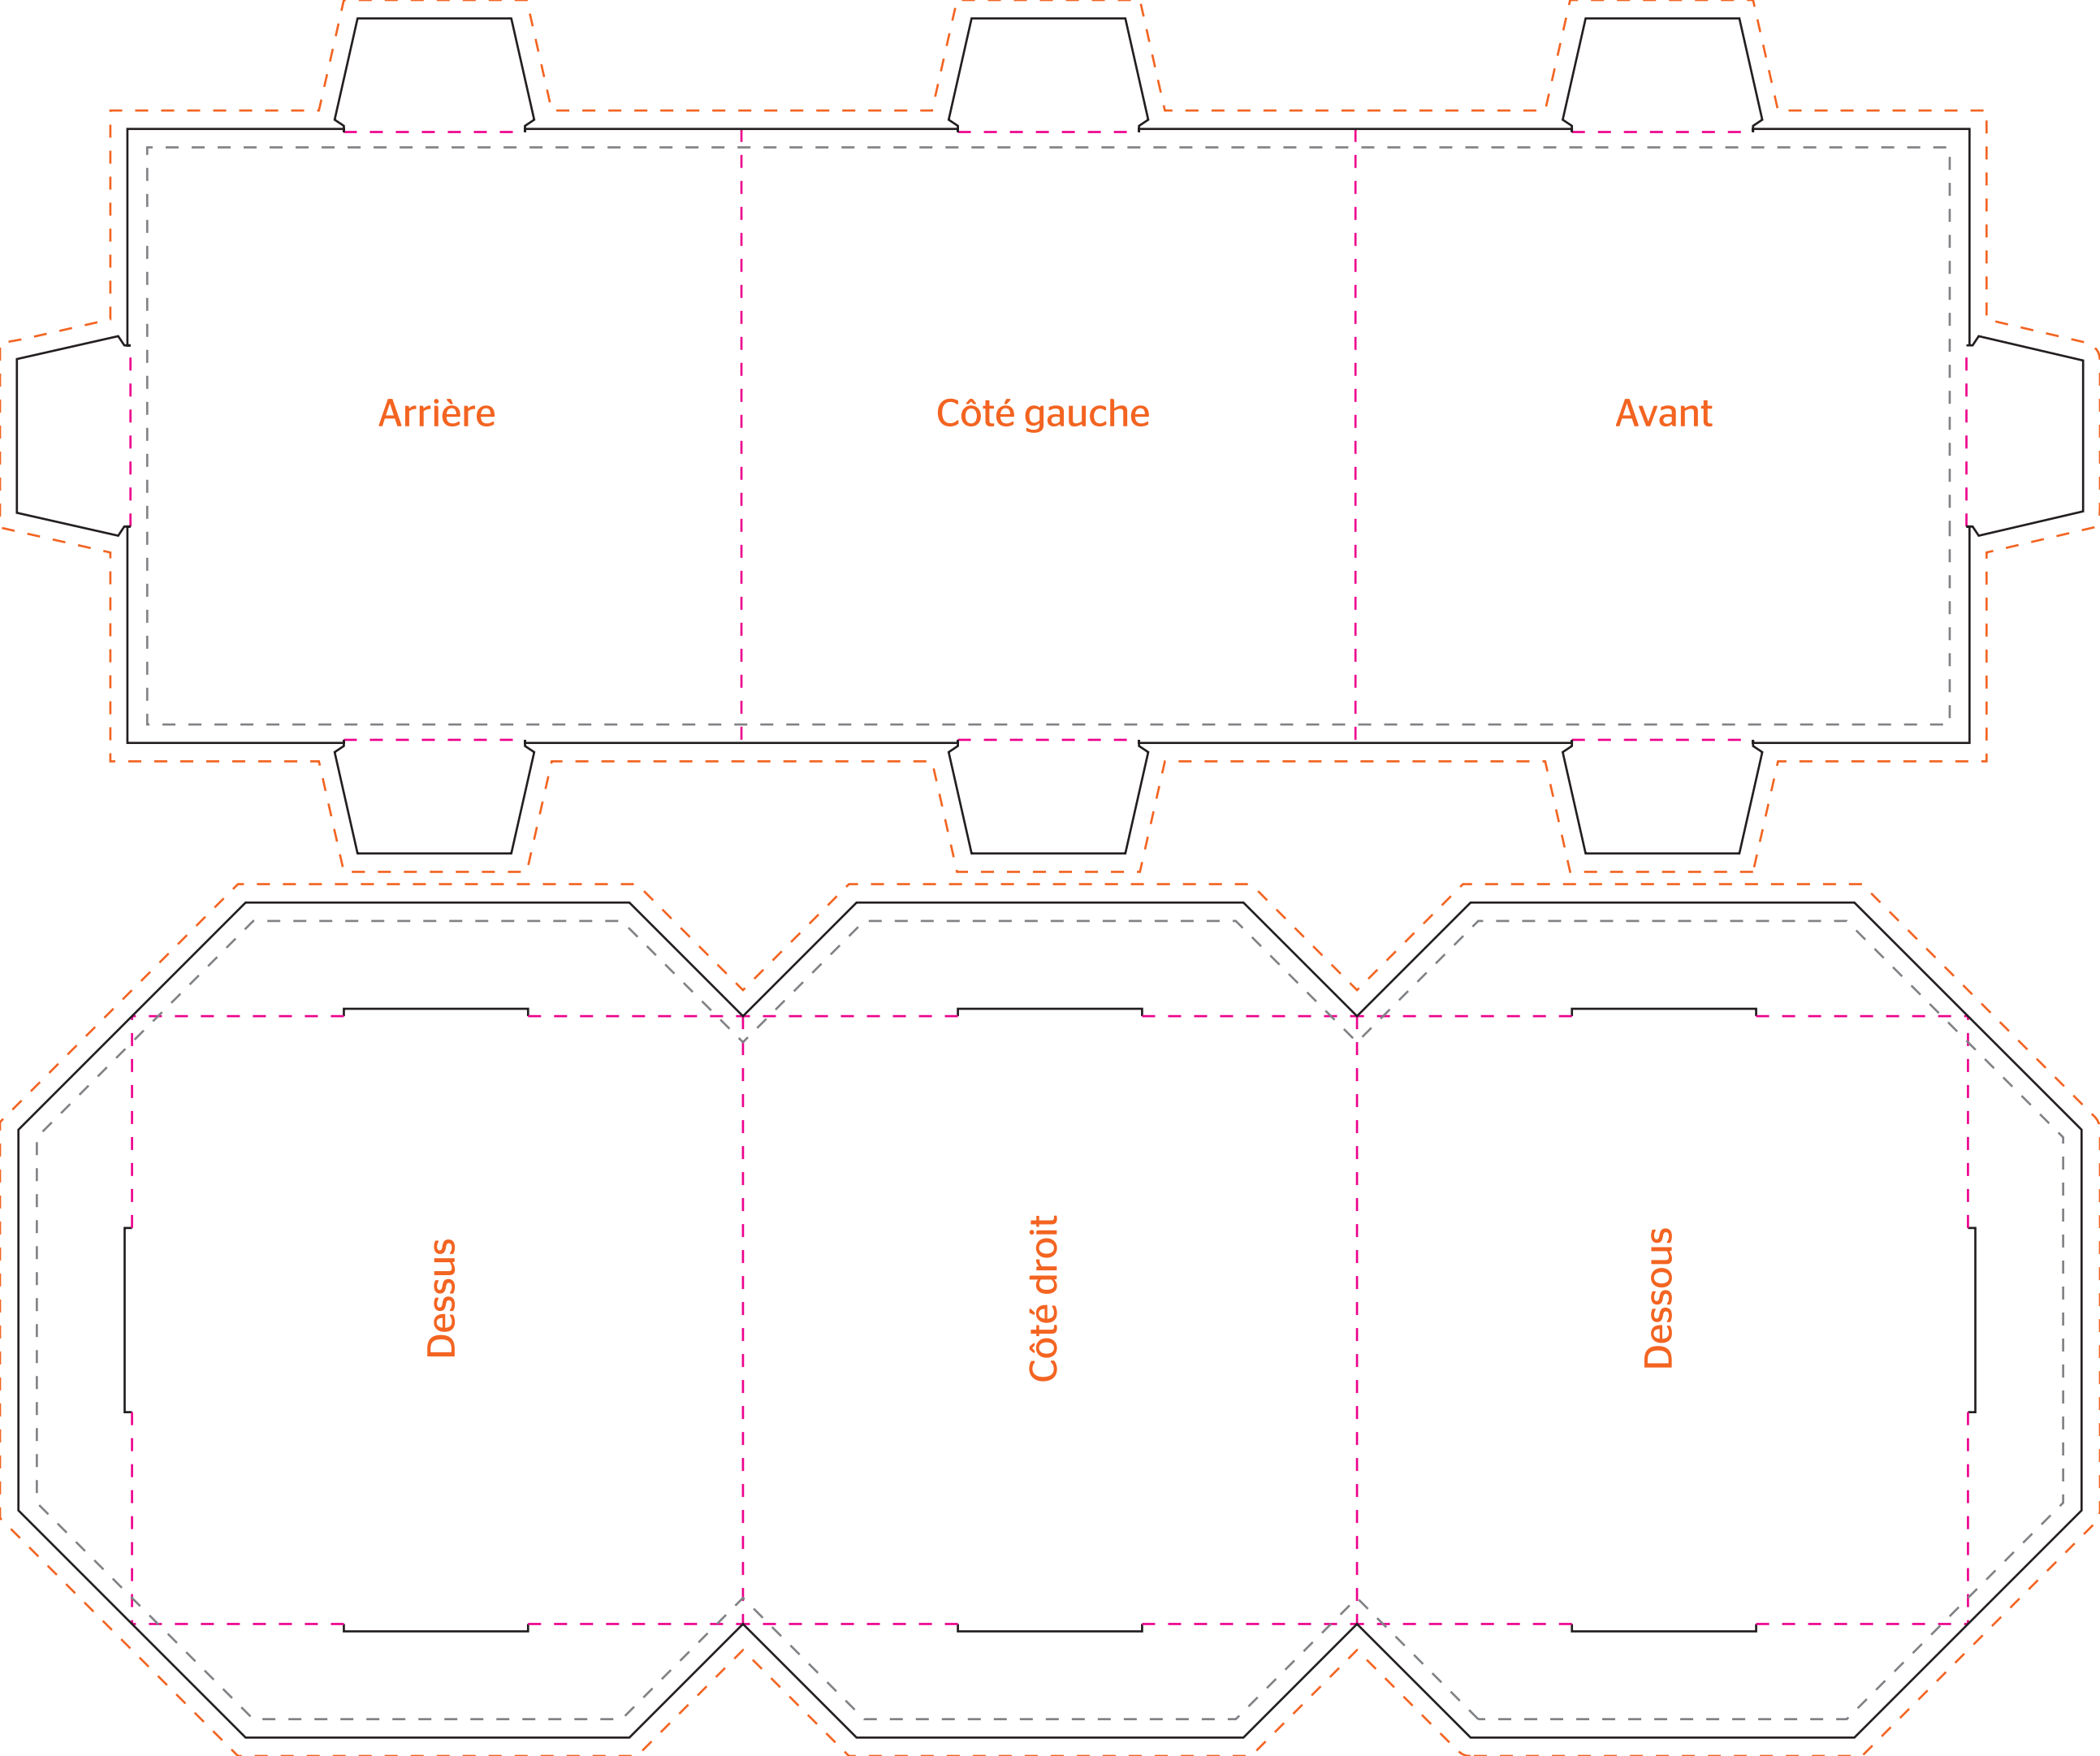 Arrière
Côté gauche
Avant
Dessus
Côté droit
Dessous